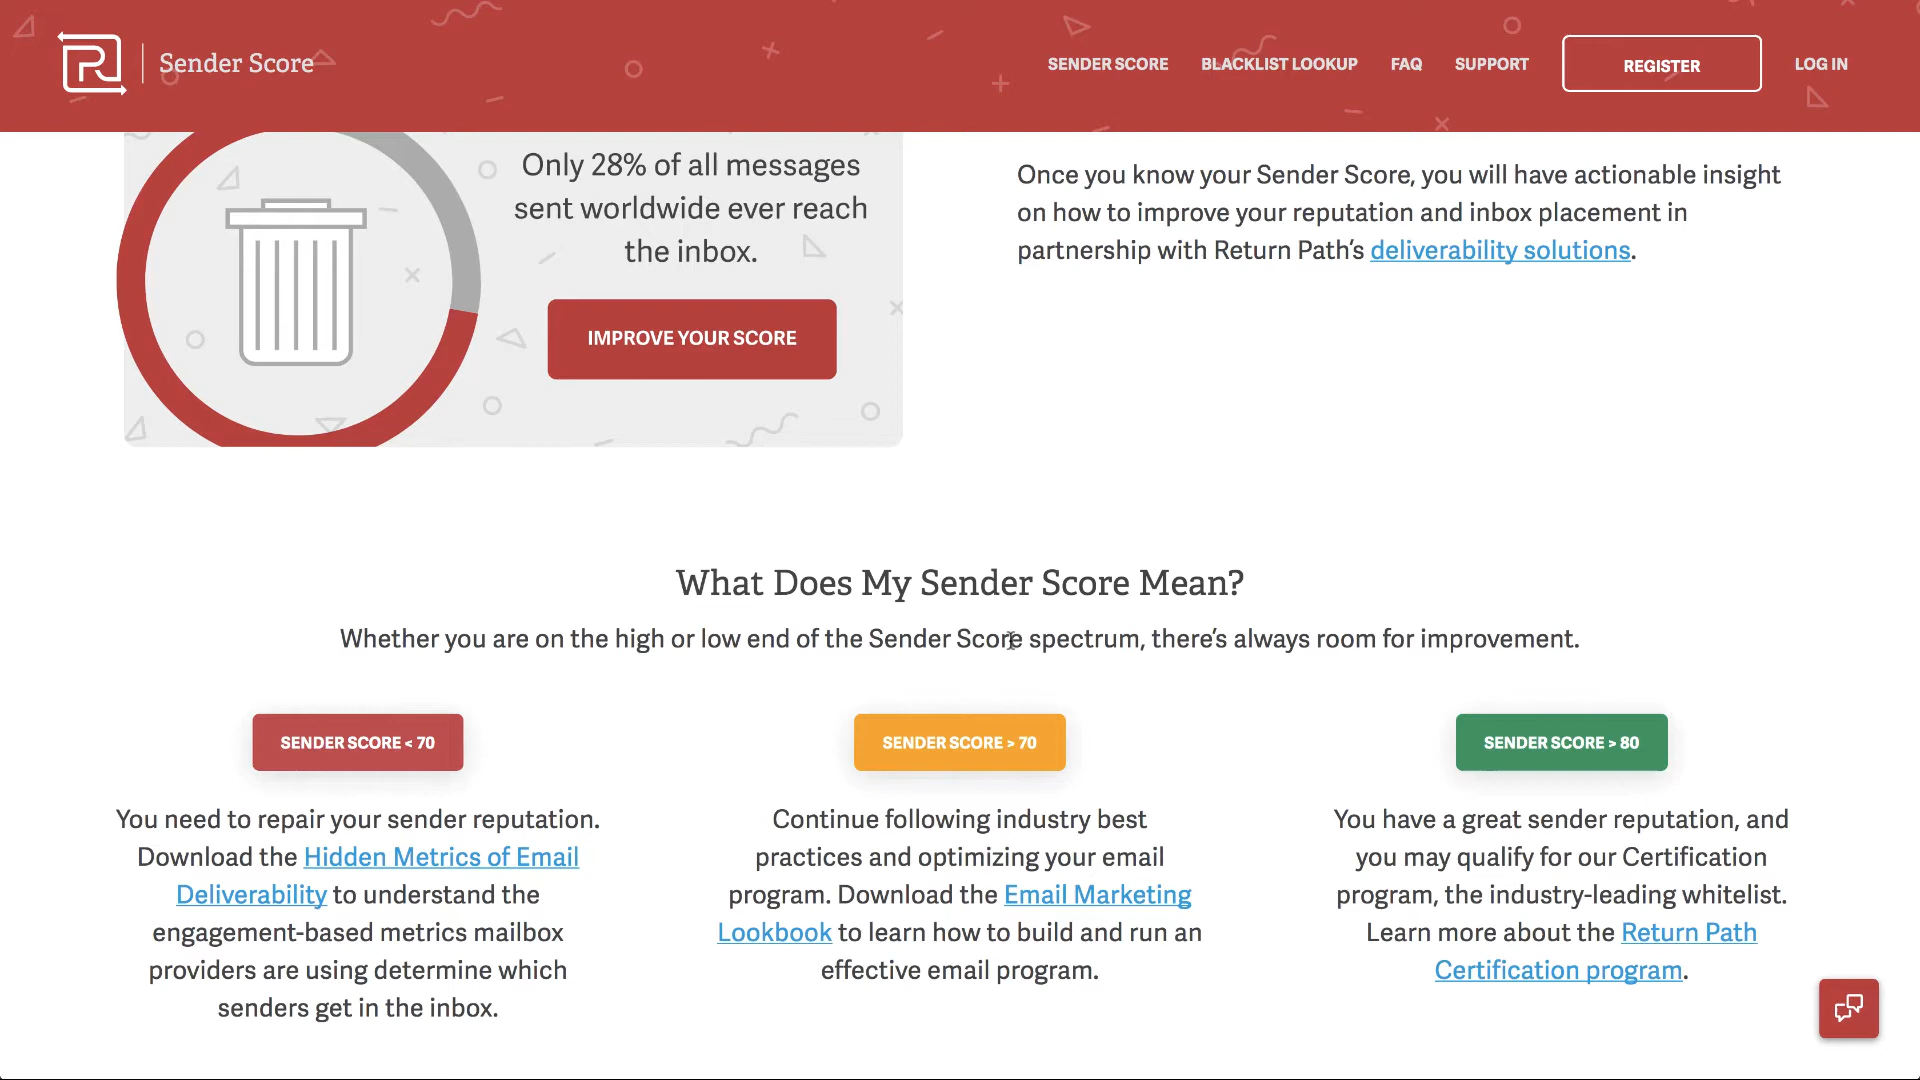 R Sender Score
SENDER SCORE BLACKLIST LOOKUP FAQ SUPPORT REGISTER LOG IN
Only 28% of all messages
sent worldwide ever reach
the inbox.
IMPROVE YOUR SCORE
Once you know your Sender Score, you will have actionable insight
on how to improve your reputation and inbox placement in
partnership with Return Path's deliverability solutions.
What Does My Sender Score Mean?
Whether you are on the high or low end of the Sender Score spectrum, there's always room for improvement.
SENDER SCORE < 70
You need to repair your sender reputation.
Download the Hidden Metrics of Email
Deliverability to understand the
engagement-based metrics mailbox
providers are using determine which
senders get in the inbox.
SENDER SCORE > 70
Continue following industry best
practices and optimizing your email
program. Download the Email Marketing
Lookbook to learn how to build and run an
effective email program.
SENDER SCORE > 80
You have a great sender reputation, and
you may qualify for our Certification
program, the industry-leading whitelist.
Learn more about the Return Path
Certification program.